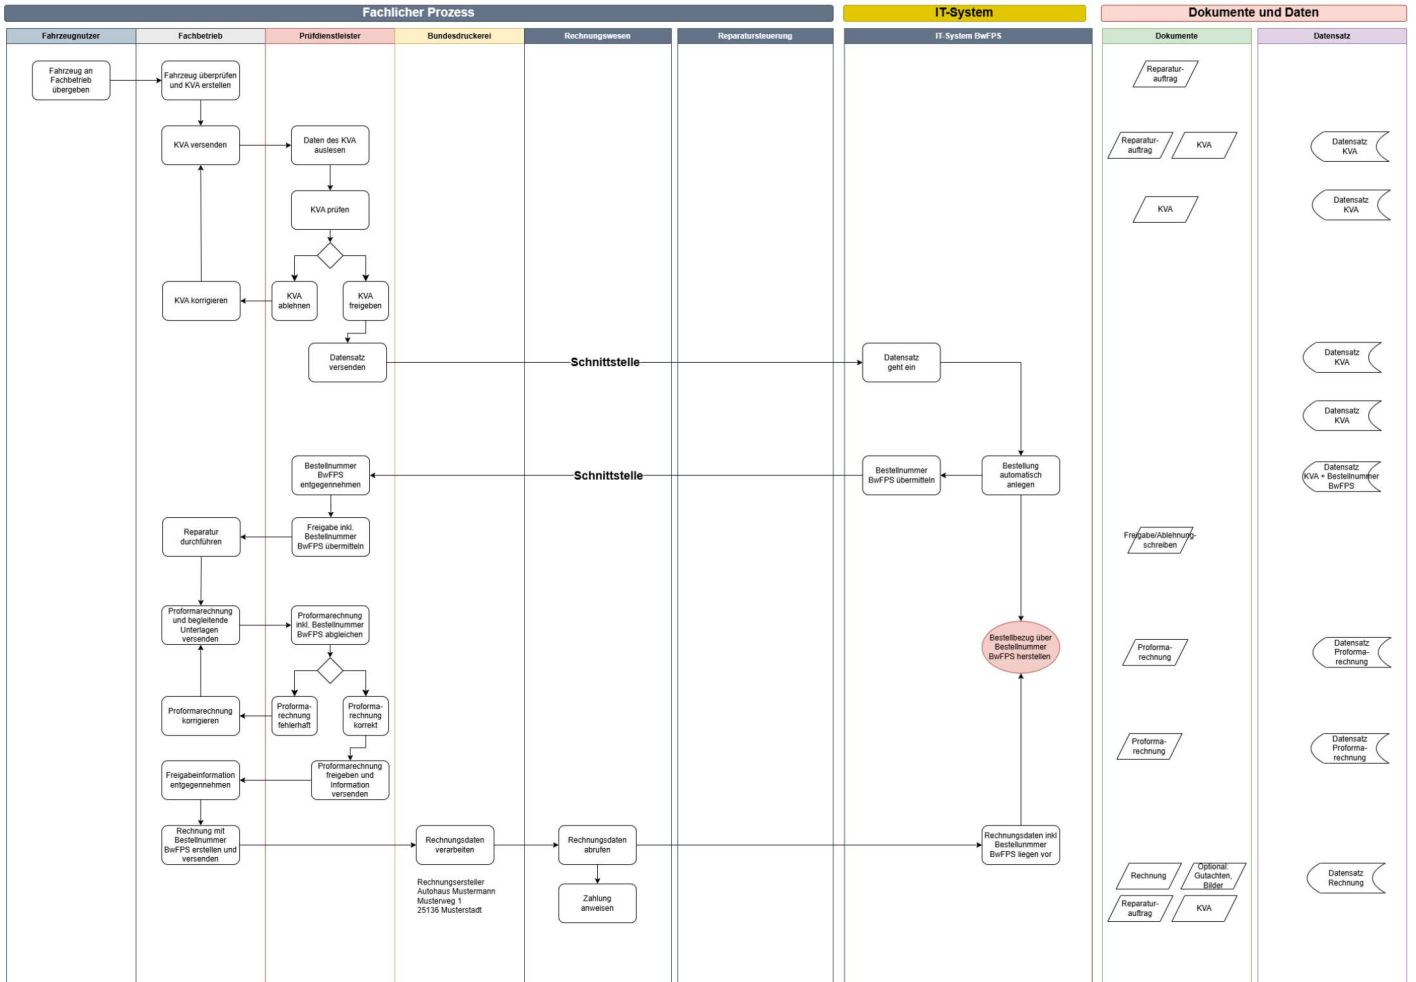 Fachlicher Prozess
IT-System
Dokumente und Daten
Fahrzeugnutzer
Fachbetrieb
Prüfdienstleister
Bundesdruckerei
Rechnungswesen
Reparatursteuerung
IT-System BwFPS
Dokumente
Datensatz
Fahrzeug an
Fachbetrieb
übergeben
Fahrzeug überprüfen
und KVA erstellen
Reparatur-
auftrag
KVA versenden
Daten des KVA
auslesen
Reparatur-
auftrag
KVA
Datensatz
KVA
KVA prüfen
KVA
Datensatz
KVA
KVA korrigieren
KVA
ablehnen
KVA
freigeben
Datensatz
versenden
Schnittstelle
Datensatz
geht ein
Datensatz
KVA
Datensatz
KVA
Bestellnummer
BwFPS
entgegennehmen
Schnittstelle
Bestellnummer
BwFPS übermitteln
Bestellung
automatisch
anlegen
Datensatz
KVA + Bestellnummer
BwFPS
Reparatur
durchführen
Freigabe inkl.
Bestellnummer
BwFPS übermitteln
Freigabe/Ablehnung-
schreiben
Proformarechnung
und begleitende
Unterlagen
versenden
Proformarechnung
inkl. Bestellnummer
BwFPS abgleichen
Bestellbezug über
Bestellnummer
BwFPS herstellen
Proforma-
rechnung
Datensatz
Proforma-
rechnung
Proformarechnung
korrigieren
Proforma-
rechnung
fehlerhaft
Proforma-
rechnung
korrekt
Proforma-
rechnung
Datensatz
Proforma-
rechnung
Freigabeinformation
entgegennehmen
Proformarechnung
freigeben und
Information
versenden
Rechnung mit
Bestellnummer
BwFPS erstellen und
versenden
Rechnungsdaten
verarbeiten
Rechnungsdaten
abrufen
Rechnungsdaten inkl
Bestellunmmer
BwFPS liegen vor
Rechnungsersteller
Autohaus Mustermann
Musterweg 1
25136 Musterstadt
Zahlung
anweisen
Rechnung
Optional:
Gutachten,
Bilder
Datensatz
Rechnung
Reparatur-
auftrag
KVA